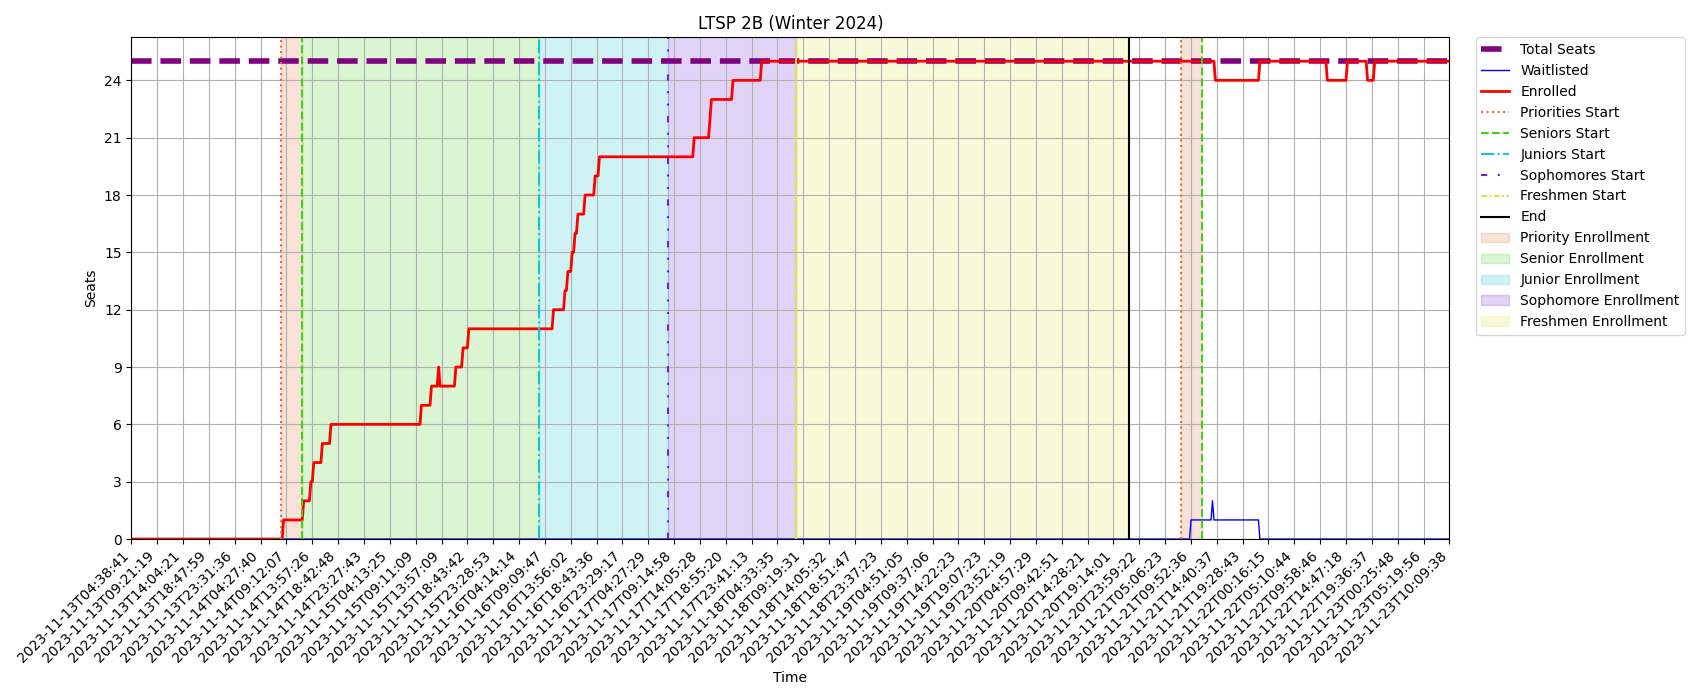 LTSP 2B (Winter 2024)
Total Seats
Waitlisted
Enrolled
Priorities Start
Seniors Start
Juniors Start
Sophomores Start
Freshmen Start
End
Priority Enrollment
Senior Enrollment
Junior Enrollment
Sophomore Enrollment
Freshmen Enrollment
Seats
24
21
18
15
12
9
6
3
0
2023-11-13T04:38:41
2023-11-13T09:21:19
2023-11-13T14:04:21
2023-11-13T18:47:59
2023-11-13T23:31:36
2023-11-14T04:27:40
2023-11-14T09:12:07
2023-11-14T13:57:26
2023-11-14T18:42:48
2023-11-14T23:27:43
2023-11-15T04:13:25
2023-11-15T09:11:09
2023-11-15T13:57:09
2023-11-15T18:43:42
2023-11-15T23:28:53
2023-11-16T04:14:14
2023-11-16T09:09:47
2023-11-16T13:56:02
2023-11-16T18:43:36
2023-11-16T23:29:17
2023-11-17T04:27:29
2023-11-17T09:14:58
2023-11-17T14:05:28
2023-11-17T18:55:20
2023-11-17T23:41:13
2023-11-18T04:33:35
2023-11-18T09:19:31
2023-11-18T14:05:32
2023-11-18T18:51:47
2023-11-18T23:37:23
2023-11-19T04:51:05
2023-11-19T09:37:06
2023-11-19T14:22:23
2023-11-19T19:07:23
2023-11-19T23:52:19
2023-11-20T04:57:29
2023-11-20T09:42:51
2023-11-20T14:28:21
2023-11-20T19:14:01
2023-11-20T23:59:22
2023-11-21T05:06:23
2023-11-21T09:52:36
2023-11-21T14:40:37
2023-11-21T19:28:43
2023-11-22T00:16:15
2023-11-22T05:10:44
2023-11-22T09:58:46
2023-11-22T14:47:18
2023-11-22T19:36:37
2023-11-23T00:25:48
2023-11-23T05:19:56
2023-11-23T10:09:38
Time